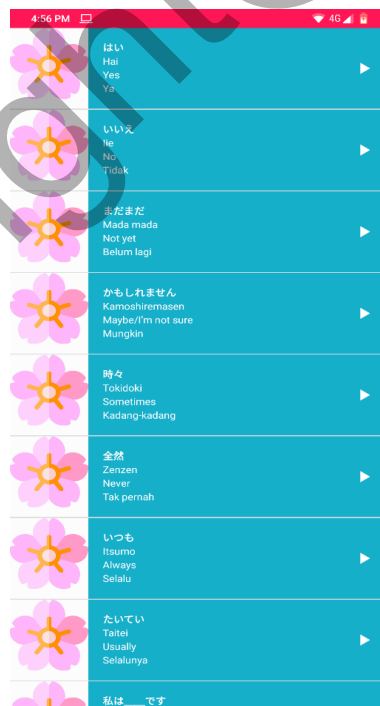 4:56 PM
4G
はい
Hai
Yes
Ya
いいえ
Iie
No
Tidak
まだまだ
Mada mada
Not yet
Belum lagi
かもしれません
Kamoshiremasen
Maybe/I'm not sure
Mungkin
時々
Tokidoki
Sometimes
Kadang-kadang
全然
Zenzen
Never
Tak pernah
いつも
Itsumo
Always
Selalu
たいてい
Taitei
Usually
Selalunya
私は___です